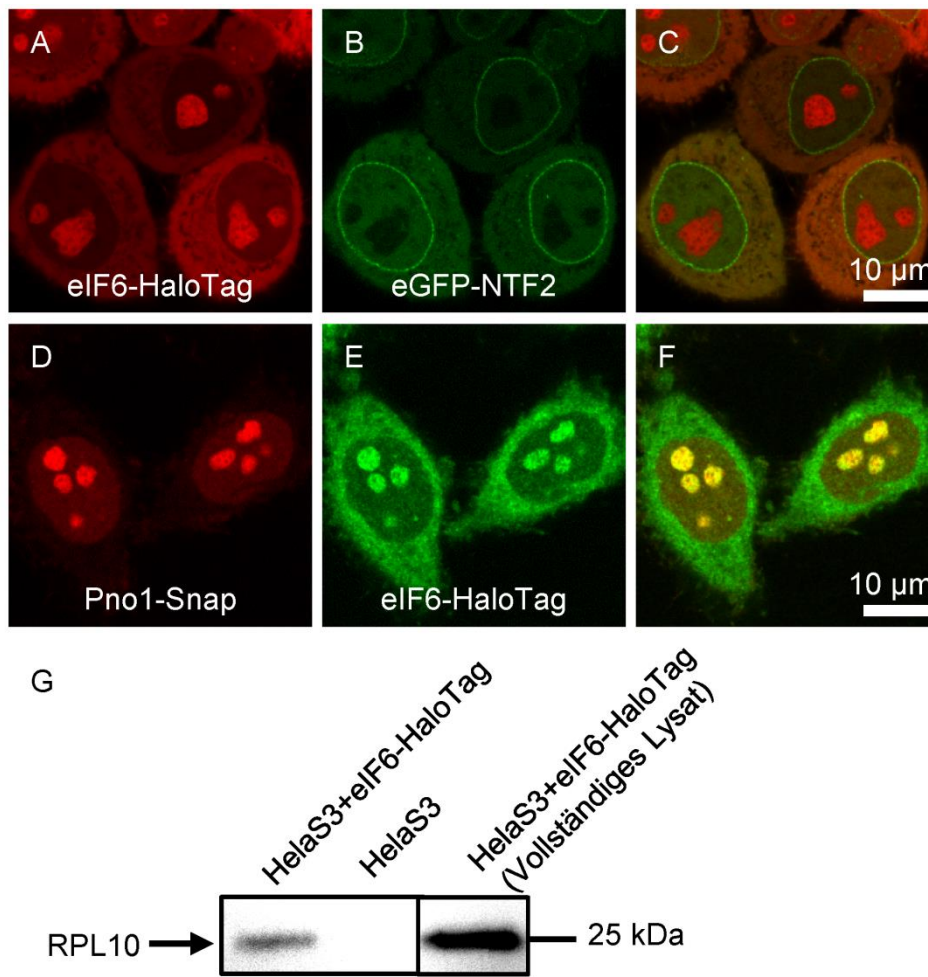 A
B
C
eIF6-HaloTag
eGFP-NTF2
10 µm
D
E
F
Pno1-Snap
eIF6-HaloTag
10 µm
G
HelaS3+eIF6-HaloTag
HelaS3
HelaS3+eIF6-HaloTag
(Vollständiges Lysat)
RPL10
25 kDa